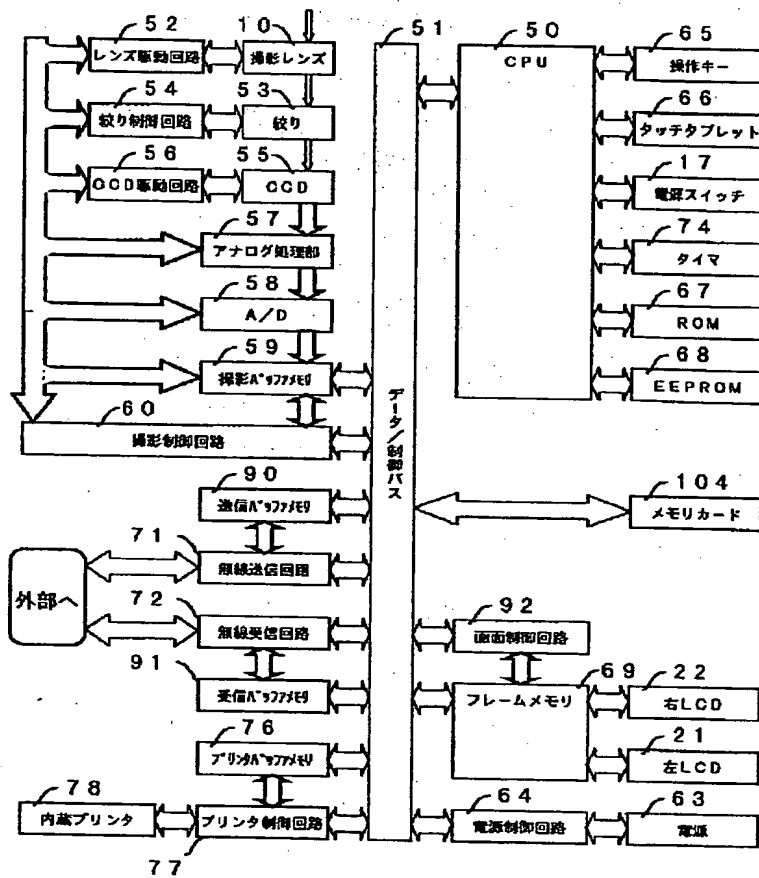 52
レンズ駆動回路
10
撮影レンズ
54
絞り制御回路
53
絞り
56
CCD駆動回路
55
CCD
57
アナログ処理部
58
A/D
59
撮影バッファメモリ
60
撮影制御回路
90
送信バッファメモリ
71
無線送信回路
外部へ
72
無線受信回路
91
受信バッファメモリ
76
プリンタバッファメモリ
78
内蔵プリンタ
77
プリンタ制御回路
51
データ/制御バス
50
CPU
65
操作キー
66
タッチタブレット
17
電源スイッチ
74
タイマ
67
ROM
68
EEPROM
104
メモリカード
92
画面制御回路
69
フレームメモリ
22
右LCD
21
左LCD
64
電源制御回路
63
電源